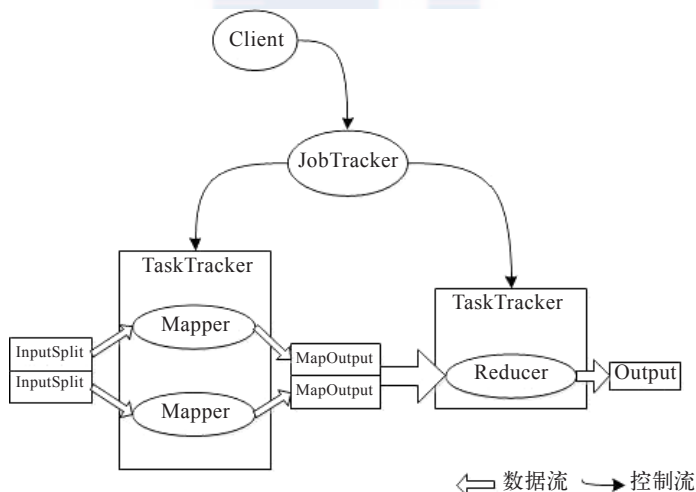 Client
JobTracker
TaskTracker
Mapper
Mapper
InputSplit
InputSplit
MapOutput
MapOutput
TaskTracker
Reducer
Output
数据流
控制流